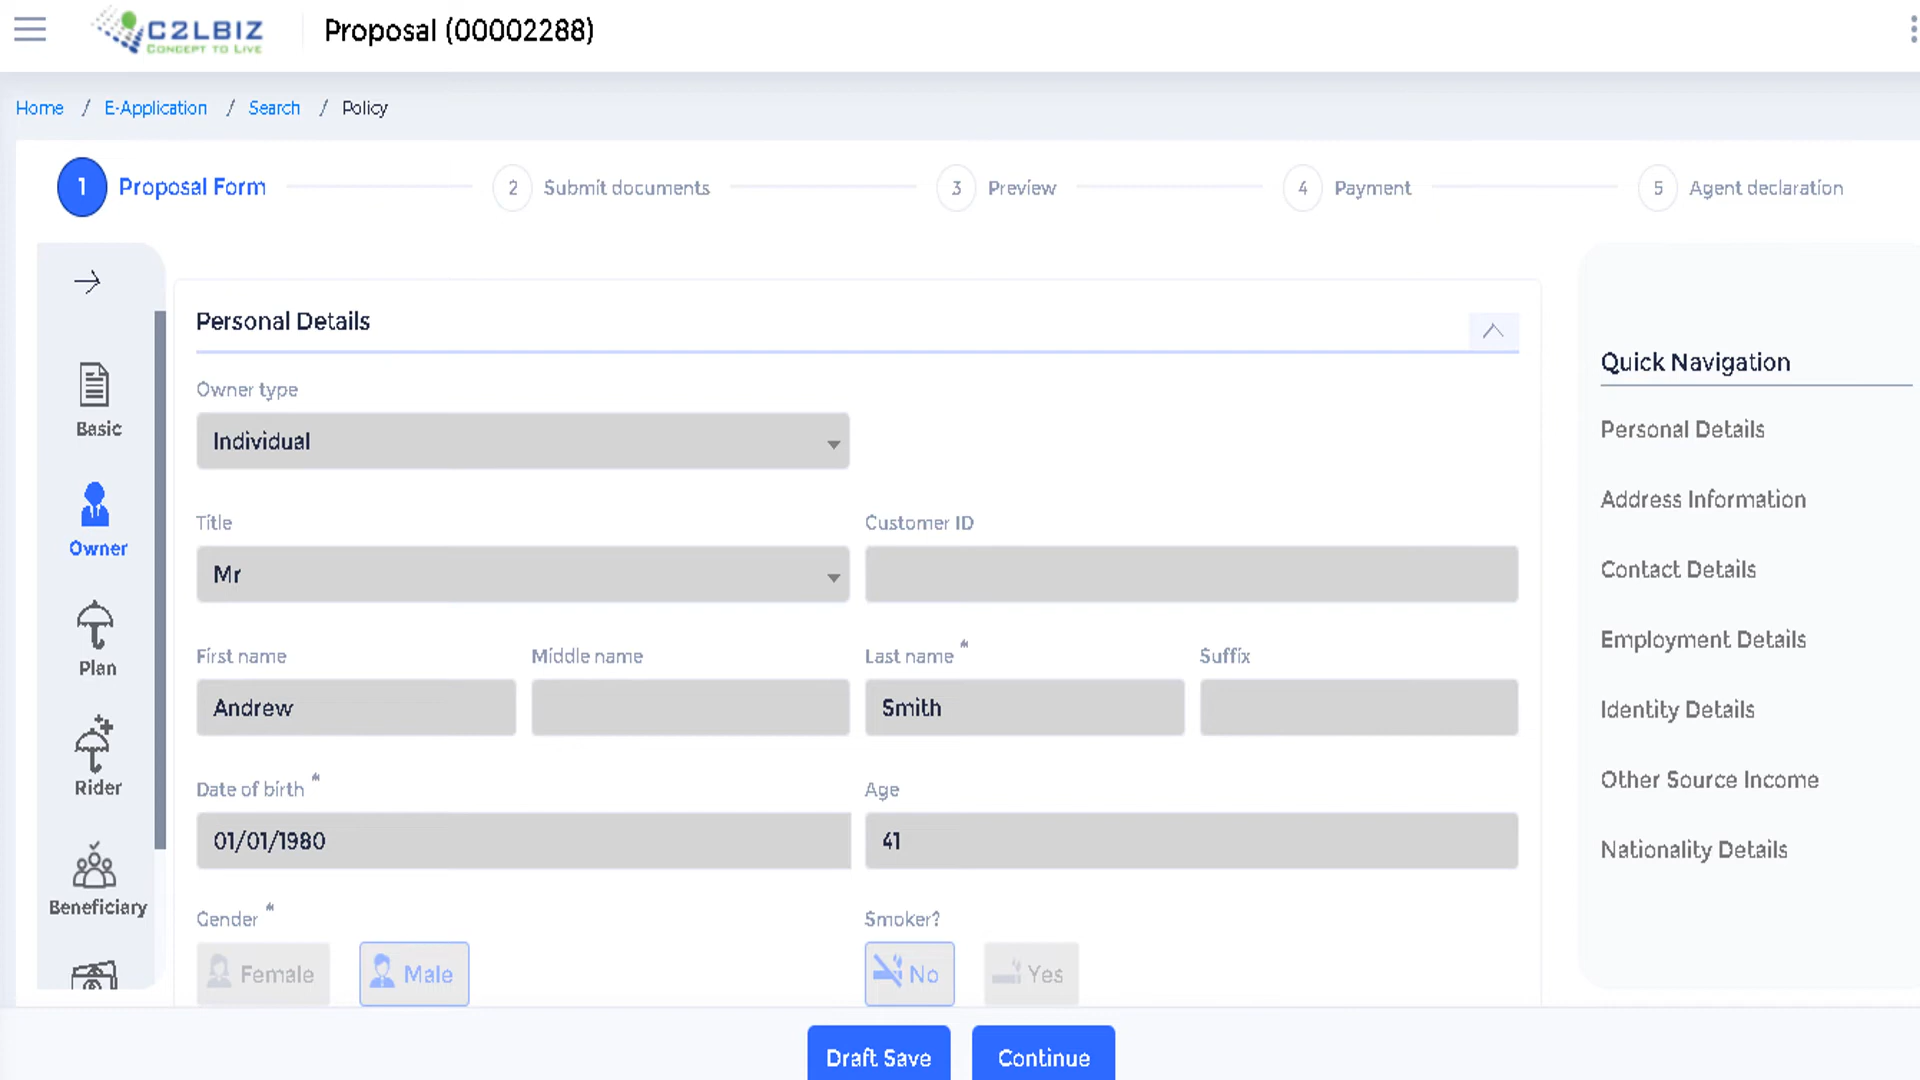 C2LBIZ
CONCEPT TO LIVE
Proposal (00002288)
Home / E-Application / Search / Policy
1 Proposal Form
2 Submit documents
3 Preview
4 Payment
5 Agent declaration
Basic
Owner
Plan
Rider
Beneficiary
Personal Details
Owner type
Individual
Title
Customer ID
Mr
First name
Middle name
Last name *
Suffix
Andrew
Smith
Date of birth *
Age
01/01/1980
41
Gender *
Smoker?
Female
Male
No
Yes
Quick Navigation
Personal Details
Address Information
Contact Details
Employment Details
Identity Details
Other Source Income
Nationality Details
Draft Save
Continue